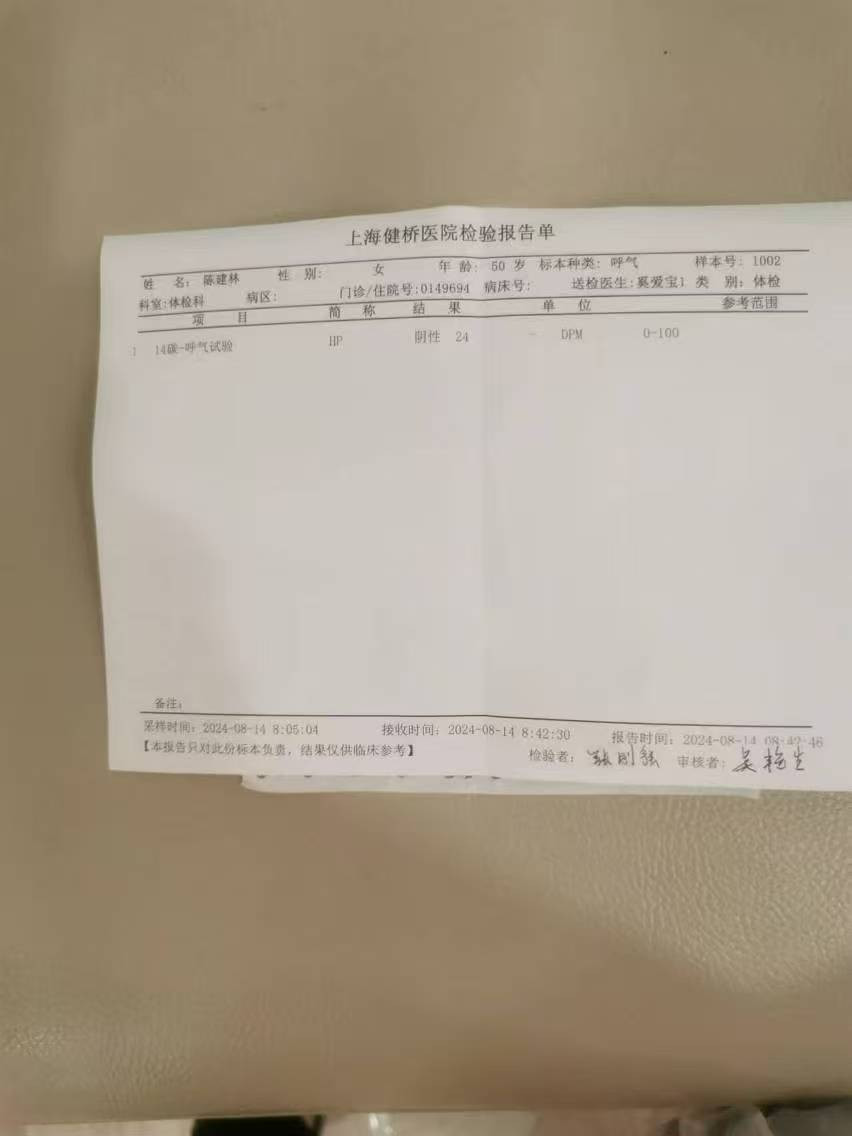 上海健桥医院检验报告单
姓 名: 陈建林 性 别: 女 年 龄: 50 岁 标本种类: 呼气 样本号: 1002
科室:体检科 病区: 门诊/住院号:0149694 病床号: 送检医生:奚爱宝1 类 别: 体检
项 目 简 称 结 果 单 位 参考范围
1 14碳-呼气试验 HP 阴性 24 - DPM 0-100
备注:
采样时间: 2024-08-14 8:05:04 接收时间: 2024-08-14 8:42:30 报告时间: 2024-08-14 08:42:46
【本报告只对此份标本负责, 结果仅供临床参考】 检验者: 审核者: